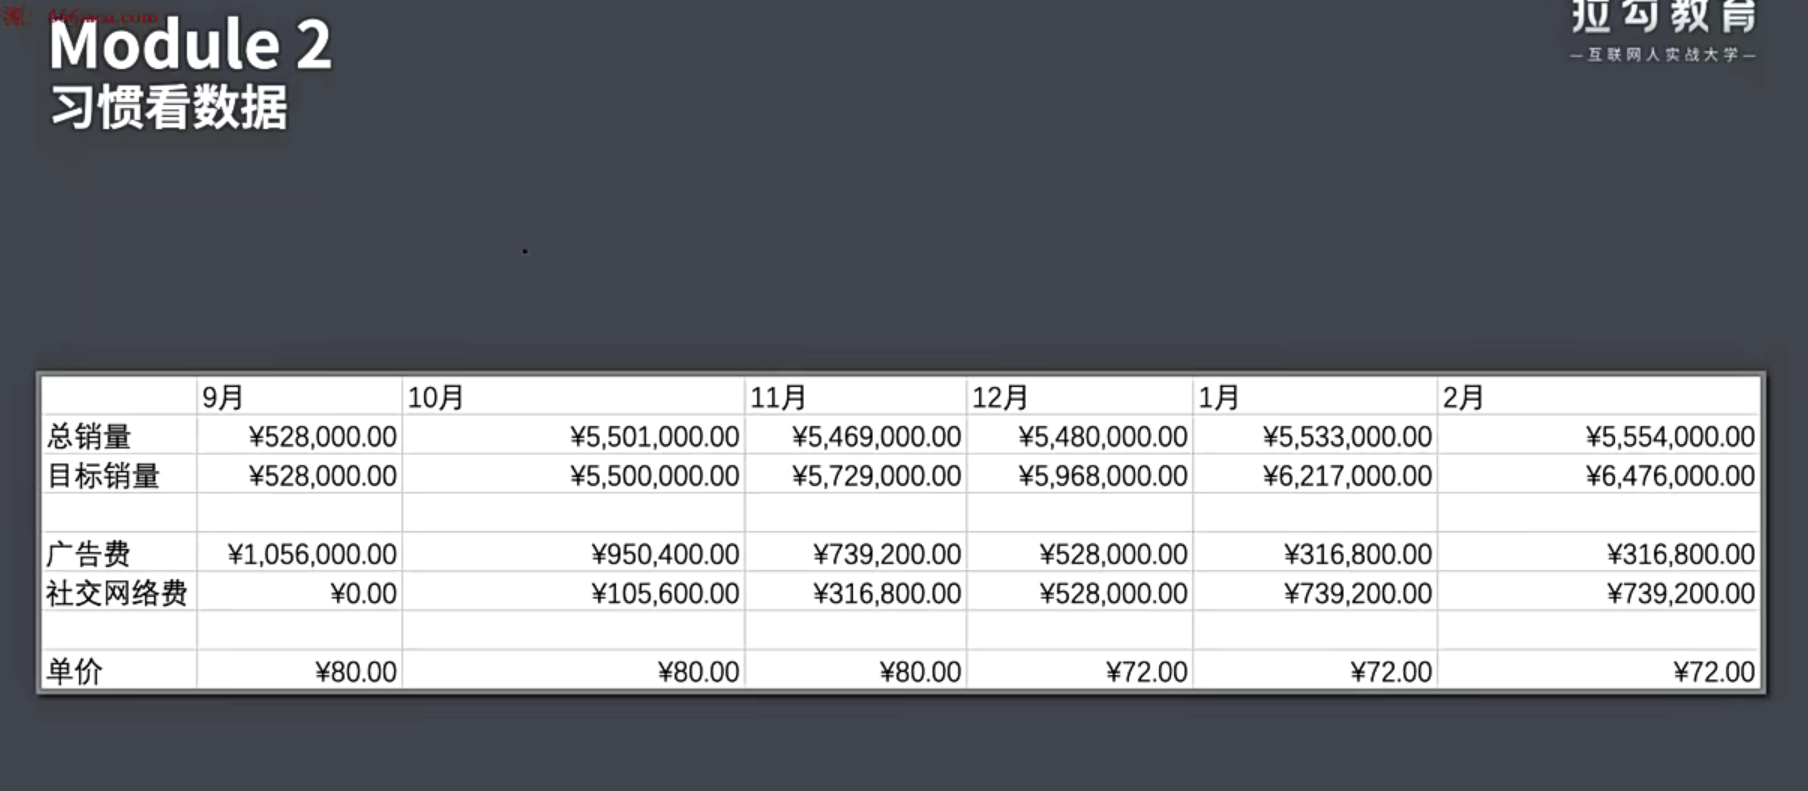 Module 2
习惯看数据
拉勾教育
—互联网人实战大学—
9月 10月 11月 12月 1月 2月
总销量 ¥528,000.00 ¥5,501,000.00 ¥5,469,000.00 ¥5,480,000.00 ¥5,533,000.00 ¥5,554,000.00
目标销量 ¥528,000.00 ¥5,500,000.00 ¥5,729,000.00 ¥5,968,000.00 ¥6,217,000.00 ¥6,476,000.00
广告费 ¥1,056,000.00 ¥950,400.00 ¥739,200.00 ¥528,000.00 ¥316,800.00 ¥316,800.00
社交网络费 ¥0.00 ¥105,600.00 ¥316,800.00 ¥528,000.00 ¥739,200.00 ¥739,200.00
单价 ¥80.00 ¥80.00 ¥80.00 ¥72.00 ¥72.00 ¥72.00